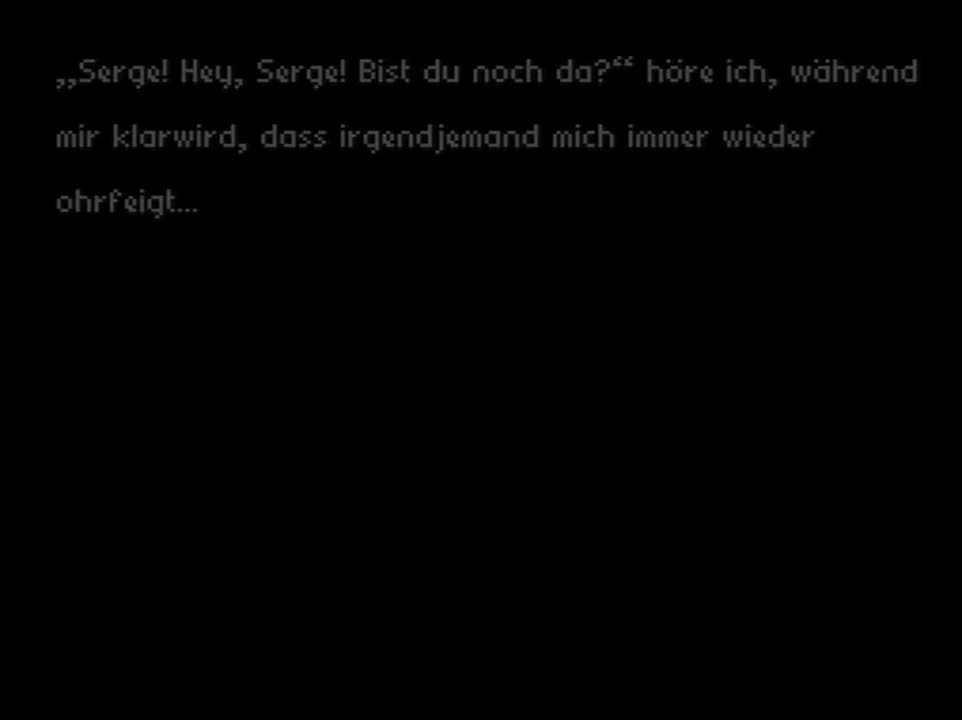 „Serge! Hey, Serge! Bist du noch da?“ höre ich, während
mir klarwird, dass irgendjemand mich immer wieder
ohrfeigt...